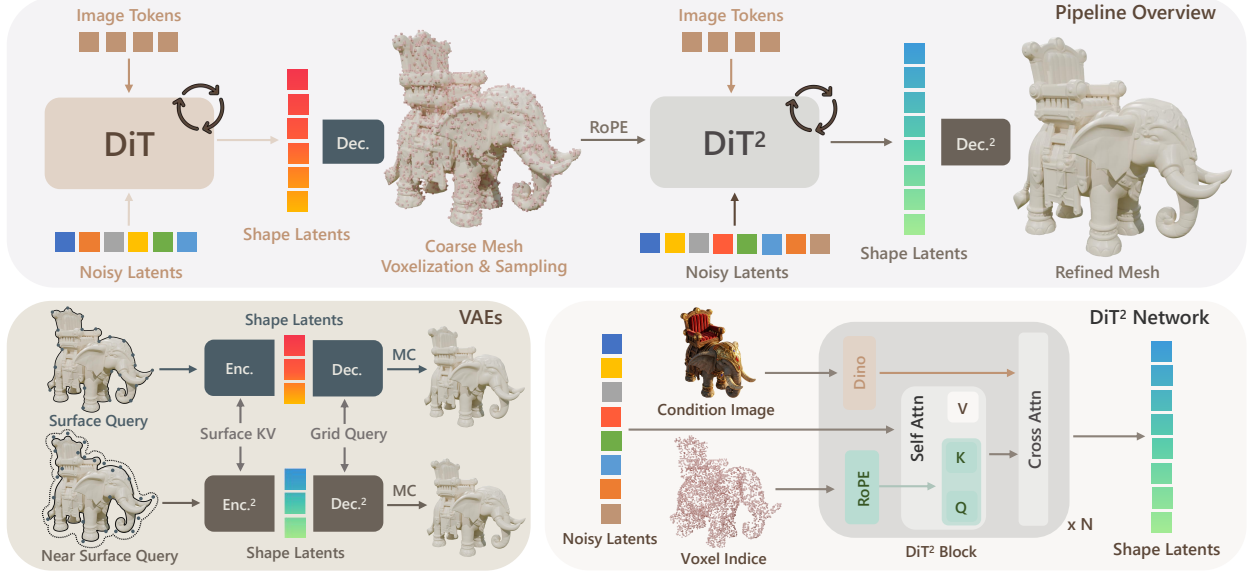 Pipeline Overview
Image Tokens
DiT
Noisy Latents
Shape Latents
Dec.
Coarse Mesh
Voxelization & Sampling
RoPE
Image Tokens
DiT²
Noisy Latents
Shape Latents
Dec.²
Refined Mesh
VAEs
Surface Query
Shape Latents
Enc.
Dec.
MC
Surface KV
Grid Query
Near Surface Query
Enc.²
Dec.²
MC
Shape Latents
DiT² Network
Noisy Latents
Condition Image
Voxel Indice
Dino
RoPE
Self Attn
V
K
Q
Cross Attn
x N
DiT² Block
Shape Latents